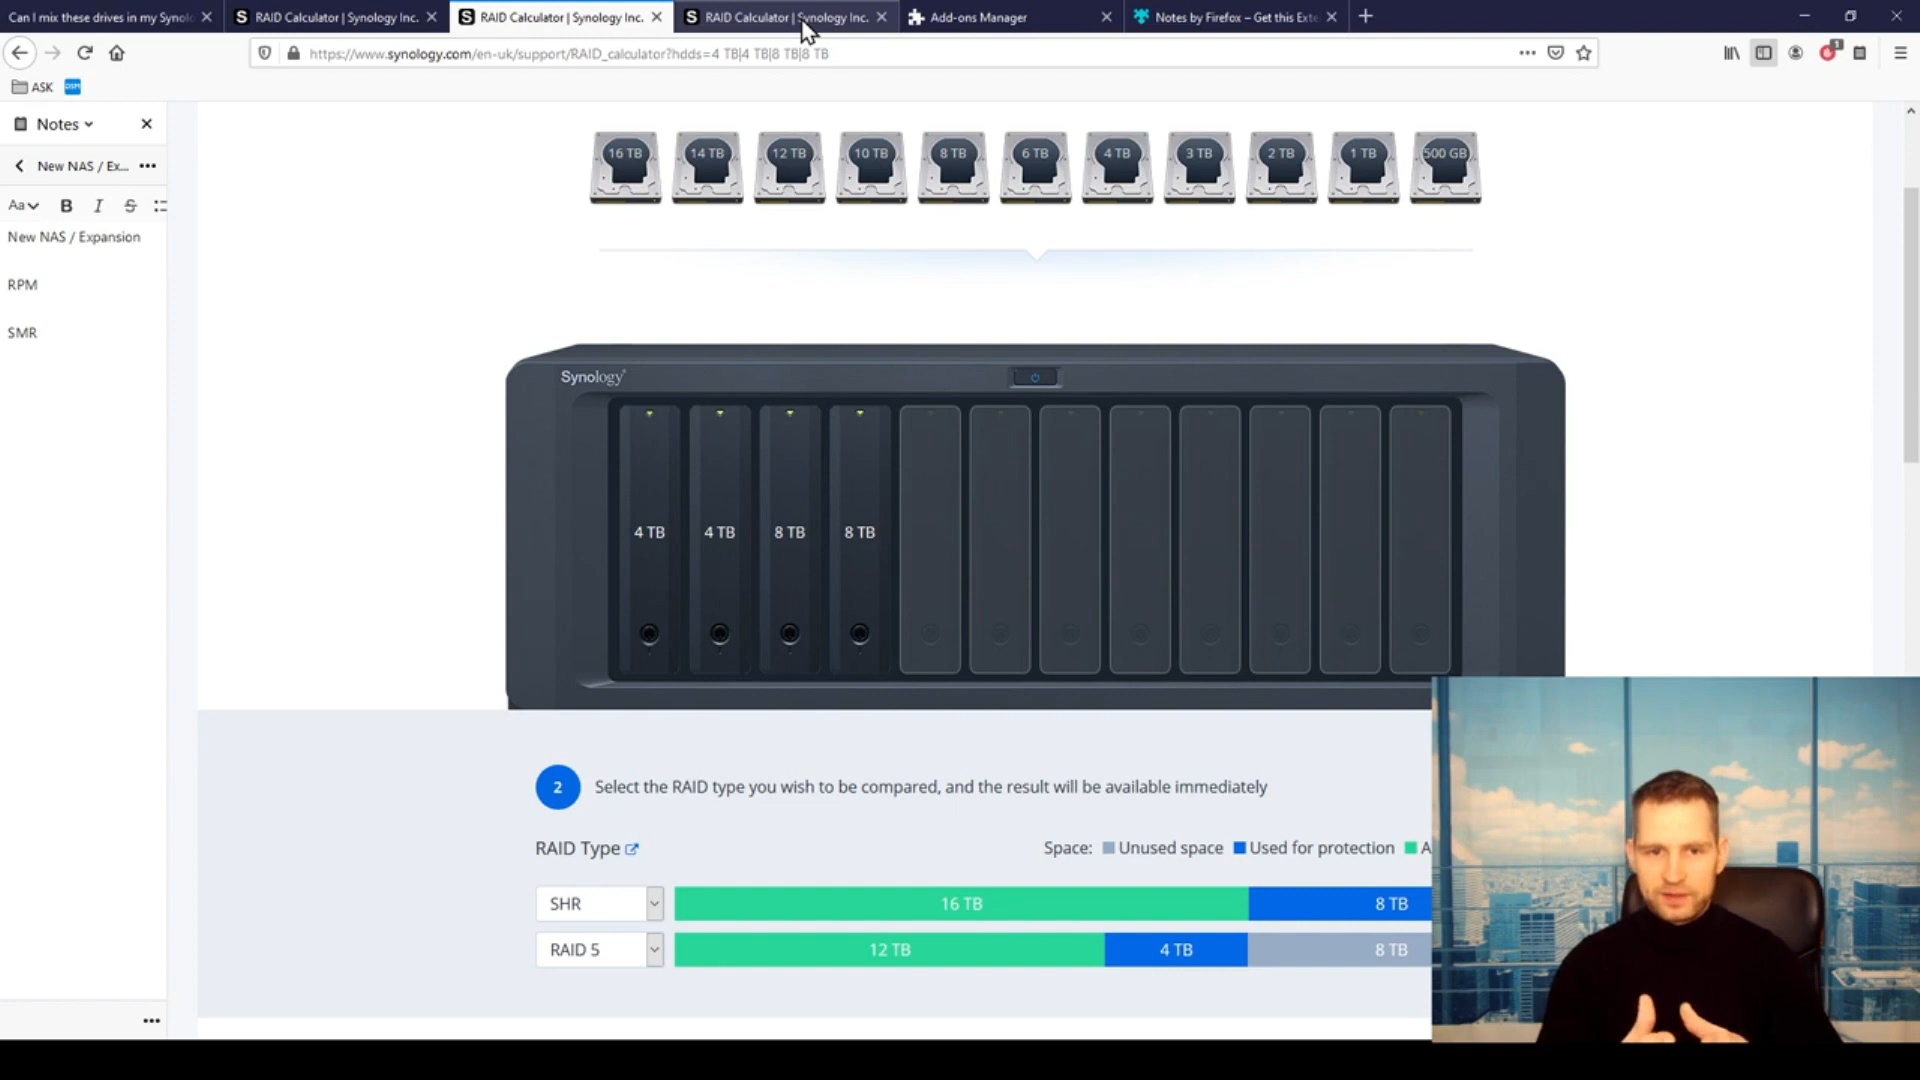 Can I mix these drives in my Synol
RAID Calculator | Synology Inc.
RAID Calculator | Synology Inc.
RAID Calculator | Synology Inc.
Add-ons Manager
Notes by Firefox – Get this Exte
https://www.synology.com/en-uk/support/RAID_calculator?hdds=4 TB|4 TB|8 TB|8 TB
1
ASK
DSM
Notes
New NAS / Ex...
Aa B I S
New NAS / Expansion
RPM
SMR
16 TB 14 TB 12 TB 10 TB 8 TB 6 TB 4 TB 3 TB 2 TB 1 TB 500 GB
Synology
4 TB 4 TB 8 TB 8 TB
2 Select the RAID type you wish to be compared, and the result will be available immediately
RAID Type
Space: Unused space Used for protection A
SHR 16 TB 8 TB
RAID 5 12 TB 4 TB 8 TB